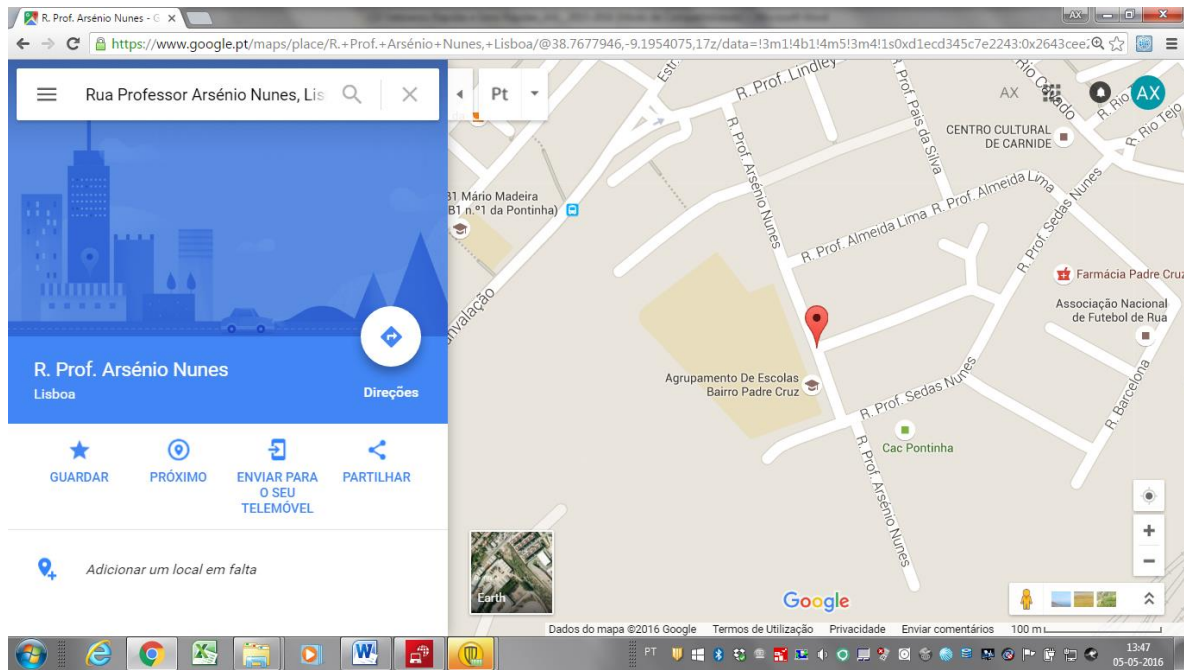 R. Prof. Arsénio Nunes - G
AX
https://www.google.pt/maps/place/R.+Prof.+Arsénio+Nunes,+Lisboa/@38.7677946,-9.1954075,17z/data=!3m1!4b1!4m5!3m4!1s0xd1ecd345c7e2243:0x2643cee
Rua Professor Arsénio Nunes, Lis
R. Prof. Arsénio Nunes
Lisboa
Direções
GUARDAR
PRÓXIMO
ENVIAR PARA
O SEU
TELEMÓVEL
PARTILHAR
Adicionar um local em falta
Pt
Estr.
R. Prof. Lindley
R. Prof. Pais da Silva
AX
AX
R. Rio Tejo
CENTRO CULTURAL
DE CARNIDE
B1 Mário Madeira
B1 n.º1 da Pontinha)
R. Prof. Arsénio Nunes
R. Prof. Almeida Lima
R. Prof. Almeida Lima
R. Prof. Sedas Nunes
Farmácia Padre Cruz
Associação Nacional
de Futebol de Rua
nvalação
Agrupamento De Escolas
Bairro Padre Cruz
R. Prof. Sedas Nunes
R. Barcelona
Cac Pontinha
R. Prof. Arsénio Nunes
Earth
Google
Dados do mapa ©2016 Google Termos de Utilização Privacidade Enviar comentários 100 m
PT
13:47
05-05-2016